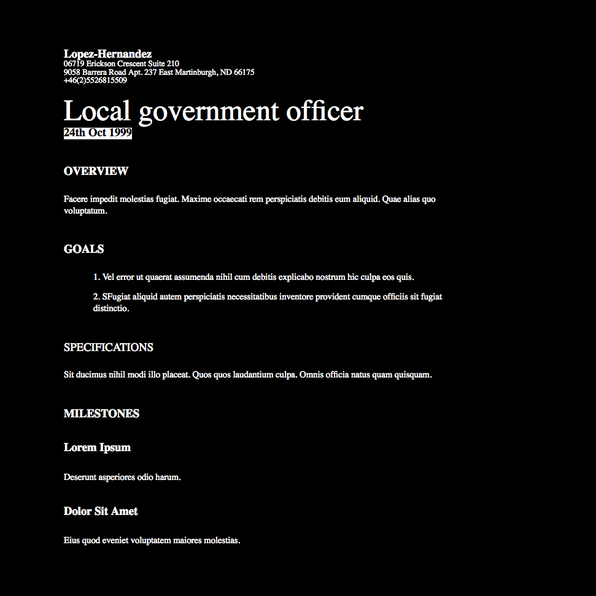 Lopez-Hernandez
06719 Erickson Crescent Suite 210
9058 Barrera Road Apt. 237 East Martinburgh, ND 66175
+46(2)5526815509
Local government officer
24th Oct 1999
OVERVIEW
Facere impedit molestias fugiat. Maxime occaecati rem perspiciatis debitis eum aliquid. Quae alias quo
voluptatum.
GOALS
1. Vel error ut quaerat assumenda nihil cum debitis explicabo nostrum hic culpa eos quis.
2. SFugiat aliquid autem perspiciatis necessitatibus inventore provident cumque officiis sit fugiat
distinctio.
SPECIFICATIONS
Sit ducimus nihil modi illo placeat. Quos quos laudantium culpa. Omnis officia natus quam quisquam.
MILESTONES
Lorem Ipsum
Deserunt asperiores odio harum.
Dolor Sit Amet
Eius quod eveniet voluptatem maiores molestias.